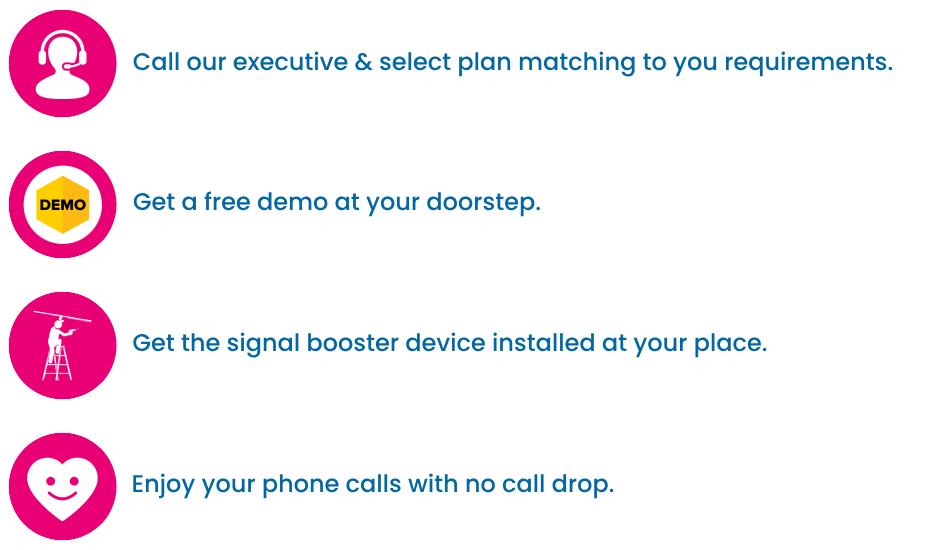 Call our executive & select plan matching to you requirements.
DEMO
Get a free demo at your doorstep.
Get the signal booster device installed at your place.
Enjoy your phone calls with no call drop.